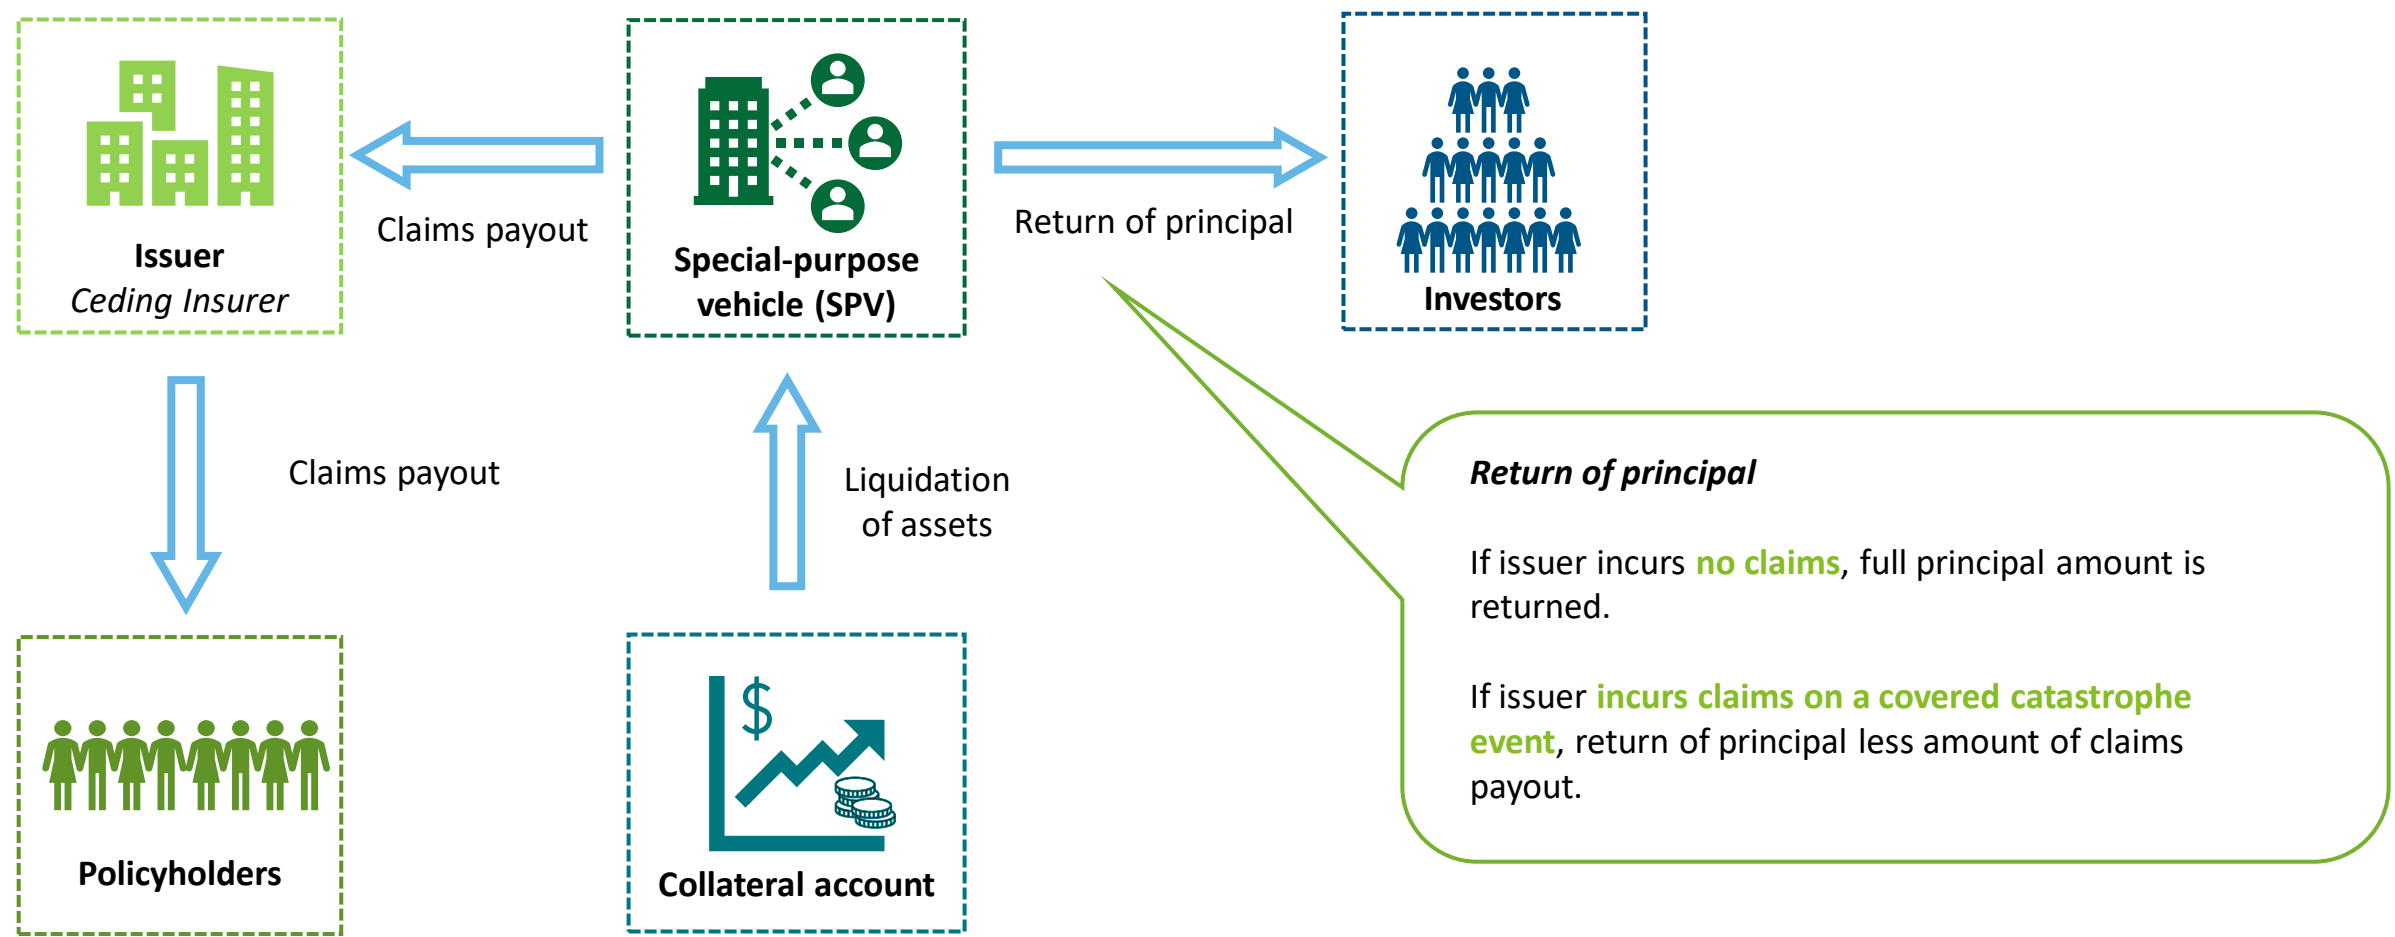 Issuer
Ceding Insurer
Claims payout
Special-purpose
vehicle (SPV)
Return of principal
Investors
Claims payout
Liquidation
of assets
Policyholders
$
Collateral account
Return of principal
If issuer incurs no claims, full principal amount is
returned.
If issuer incurs claims on a covered catastrophe
event, return of principal less amount of claims
payout.